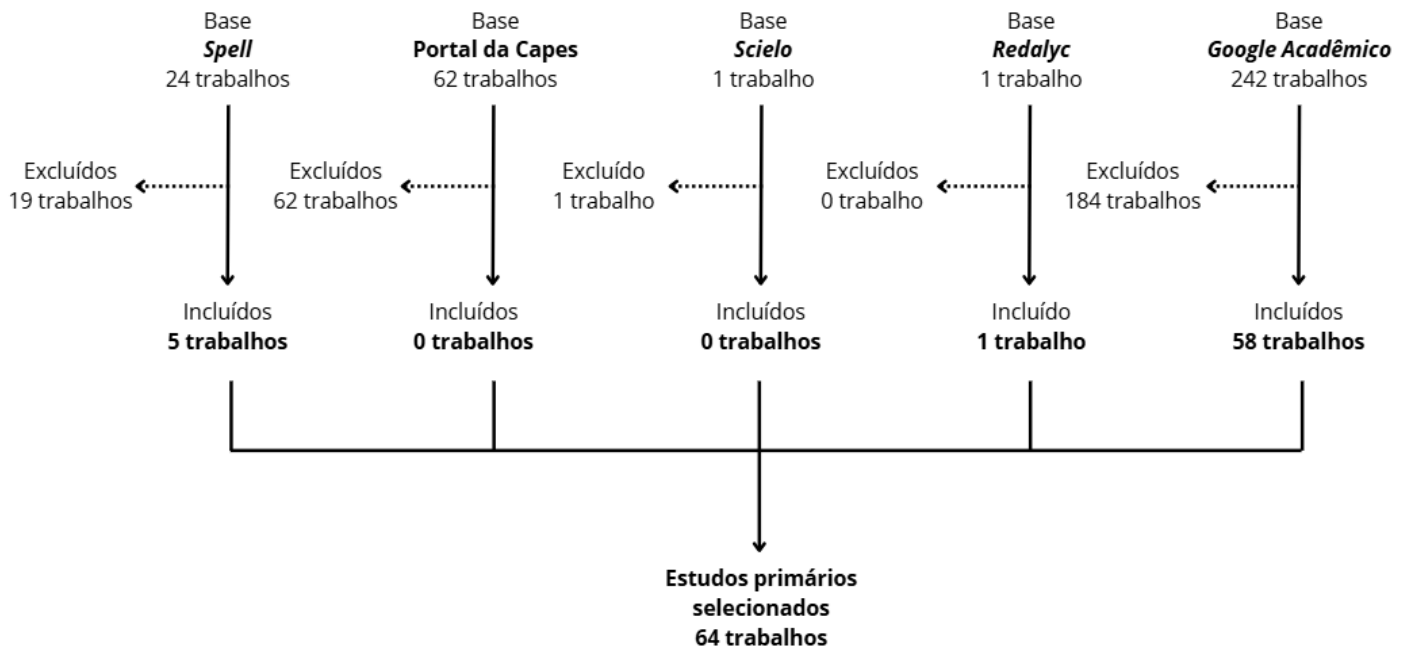 Base
Spell
24 trabalhos
Base
Portal da Capes
62 trabalhos
Base
Scielo
1 trabalho
Base
Redalyc
1 trabalho
Base
Google Acadêmico
242 trabalhos
Excluídos
19 trabalhos
Excluídos
62 trabalhos
Excluído
1 trabalho
Excluídos
0 trabalho
Excluídos
184 trabalhos
Incluídos
5 trabalhos
Incluídos
0 trabalhos
Incluídos
0 trabalhos
Incluído
1 trabalho
Incluídos
58 trabalhos
Estudos primários
selecionados
64 trabalhos